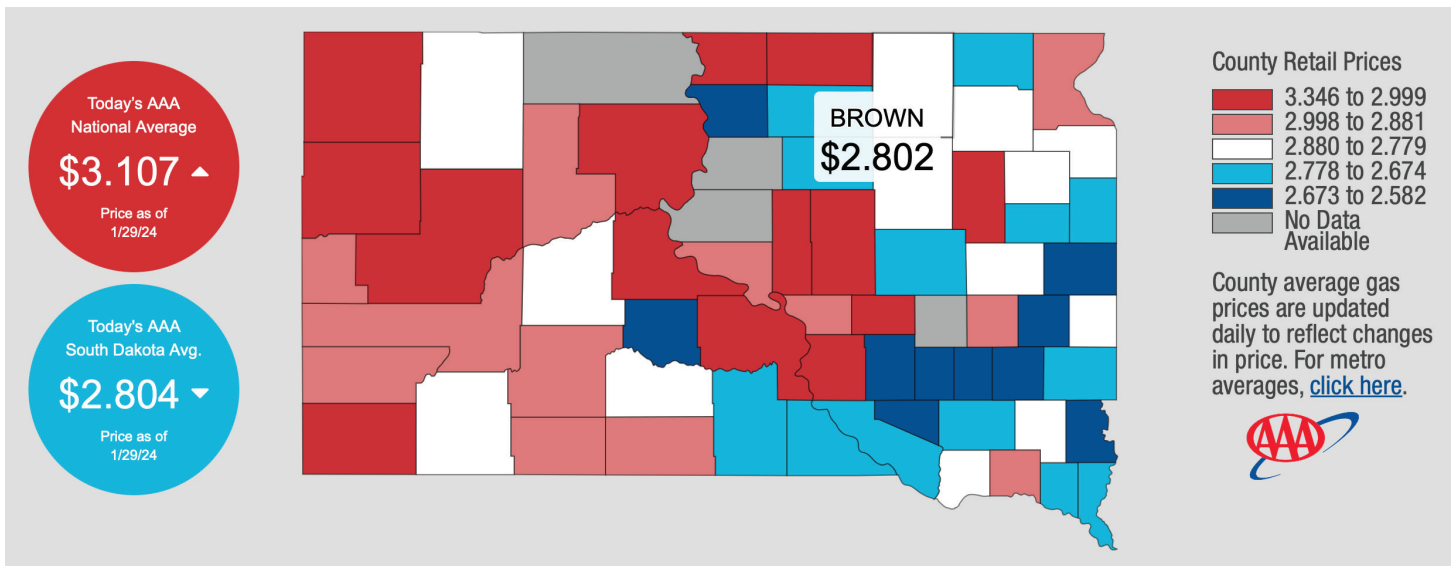 Today's AAA
National Average
$3.107
Price as of
1/29/24
Today's AAA
South Dakota Avg.
$2.804
Price as of
1/29/24
BROWN
$2.802
County Retail Prices
3.346 to 2.999
2.998 to 2.881
2.880 to 2.779
2.778 to 2.674
2.673 to 2.582
No Data
Available
County average gas
prices are updated
daily to reflect changes
in price. For metro
averages, click here.
AAA